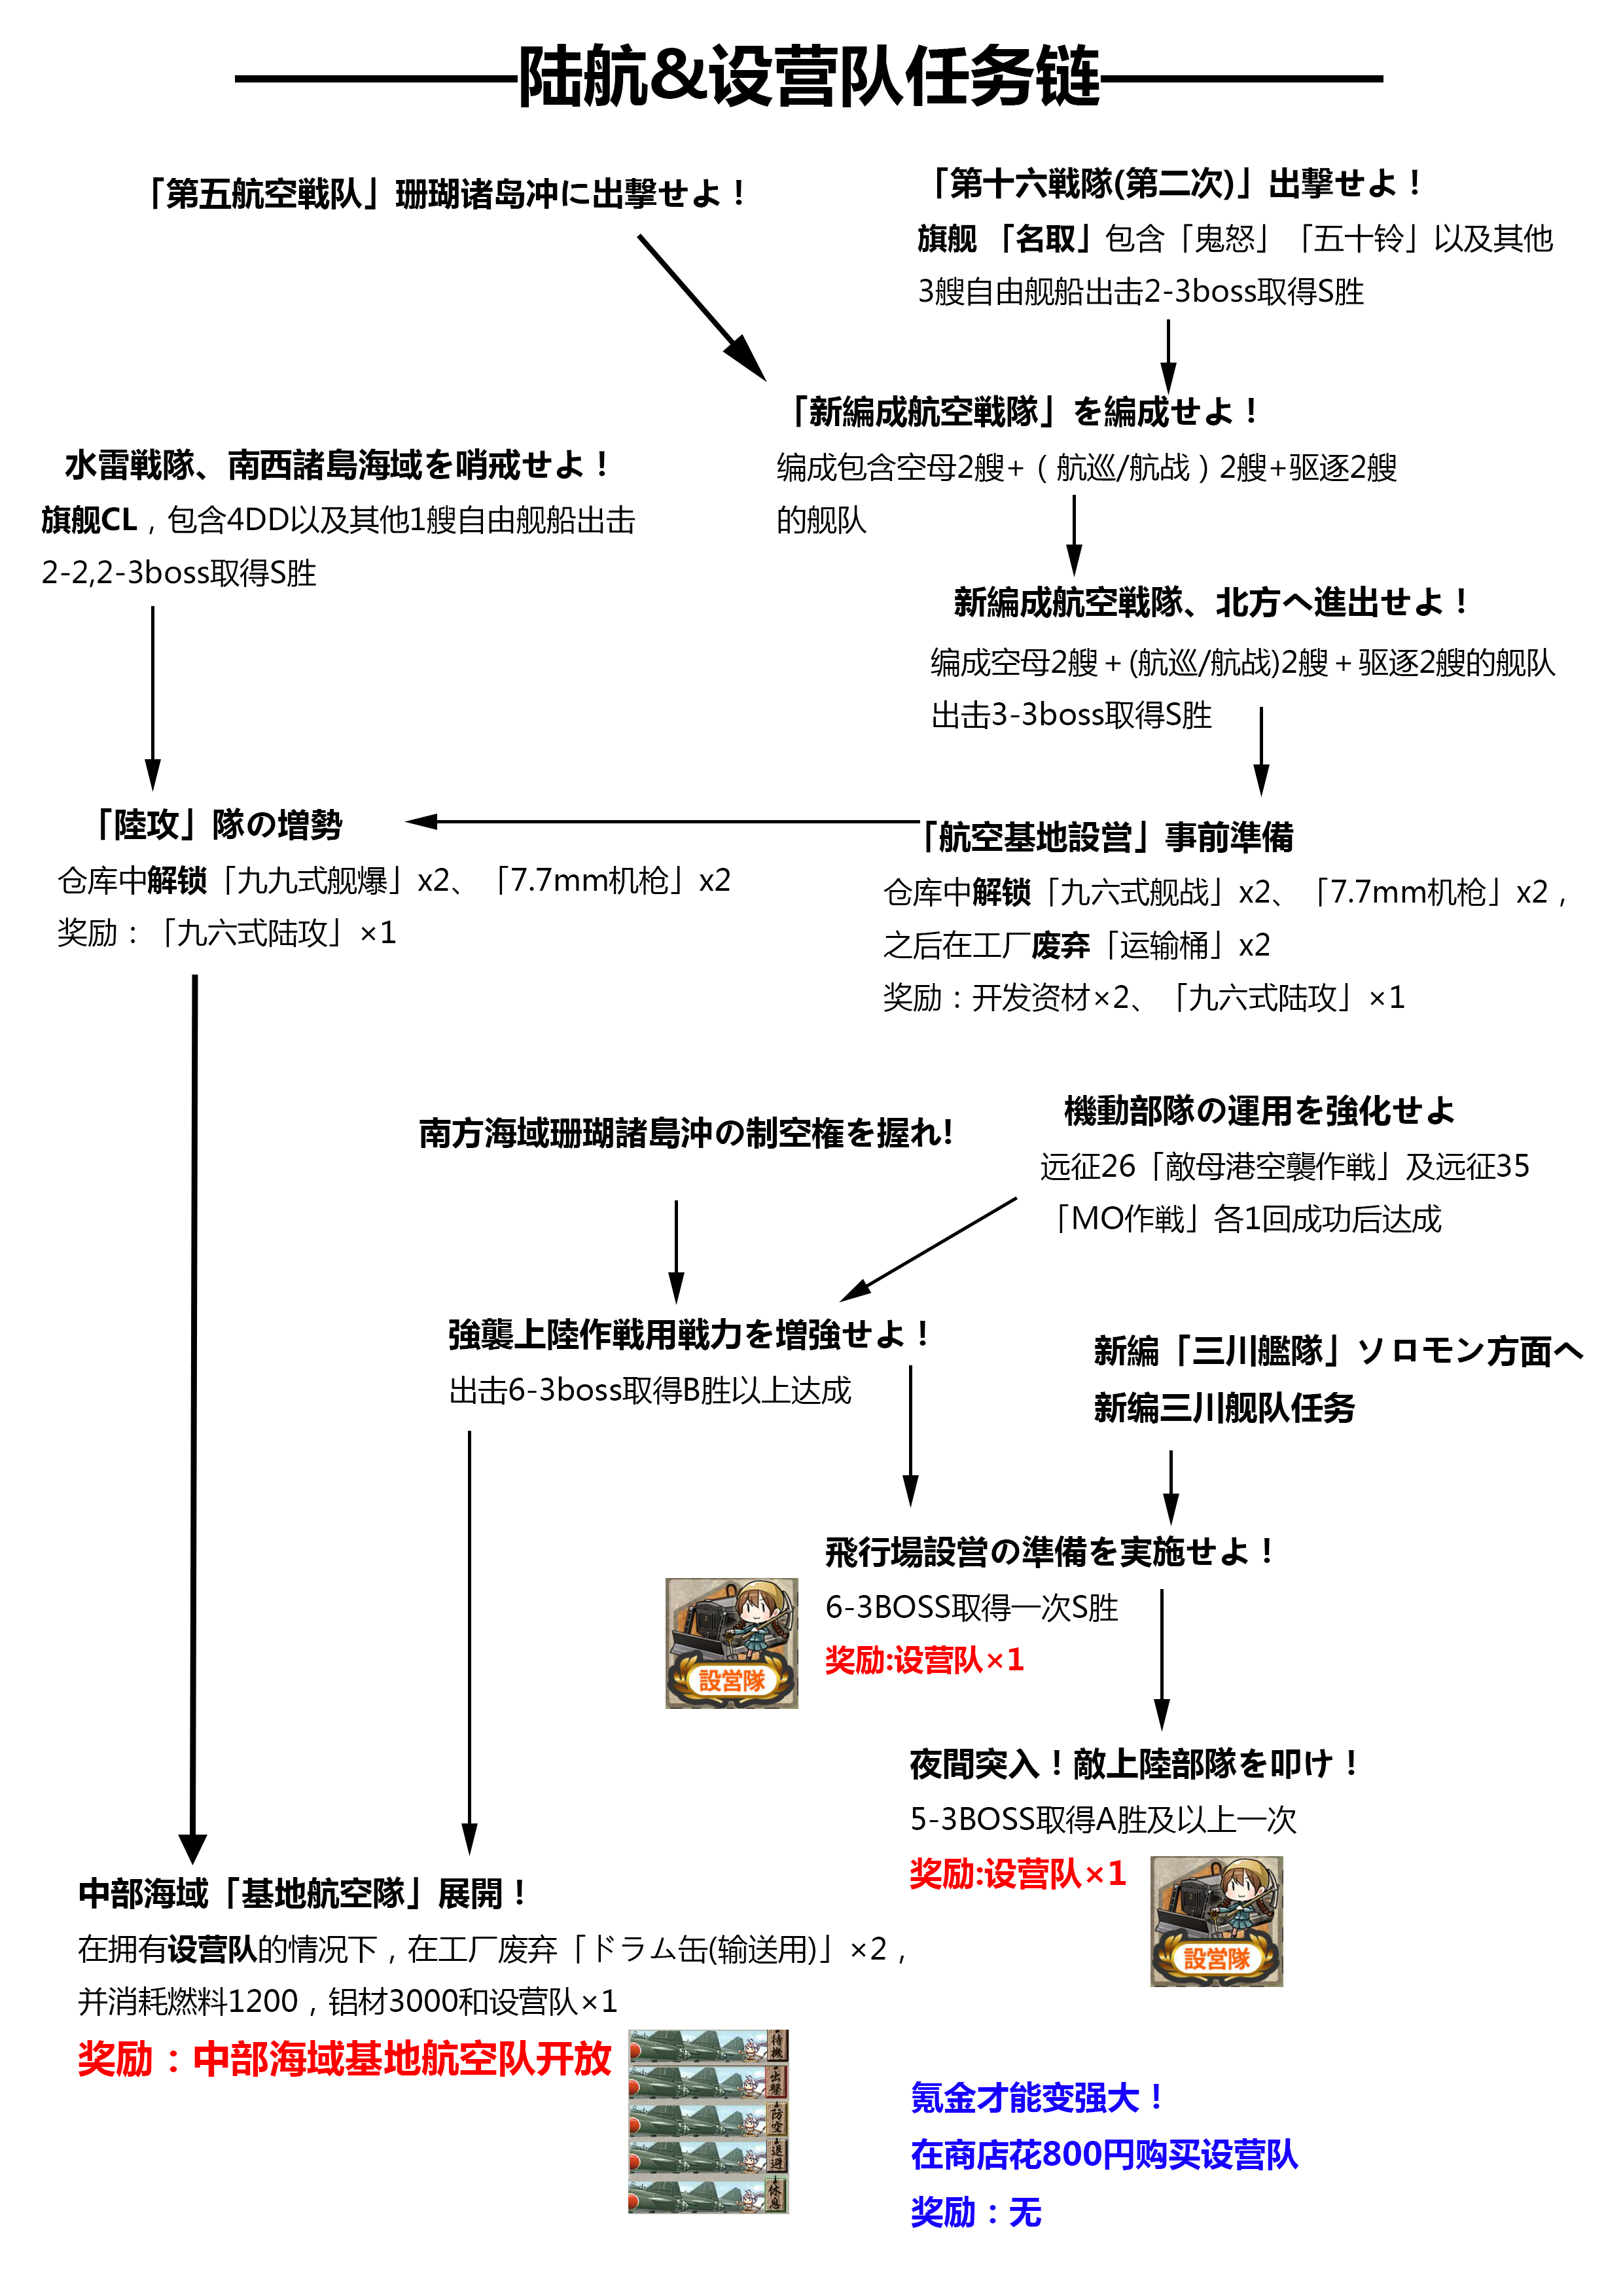 陆航&设营队任务链
「第五航空戦队」珊瑚诸岛冲に出撃せよ！
「第十六戦隊(第二次)」出撃せよ！
旗舰 「名取」包含「鬼怒」「五十铃」以及其他
3艘自由舰船出击2-3boss取得S胜
「新編成航空戦隊」を編成せよ！
编成包含空母2艘+（航巡/航战）2艘+驱逐2艘
的舰队
水雷戦隊、南西諸島海域を哨戒せよ！
旗舰CL，包含4DD以及其他1艘自由舰船出击
2-2,2-3boss取得S胜
新編成航空戦隊、北方へ進出せよ！
编成空母2艘＋(航巡/航战)2艘＋驱逐2艘的舰队
出击3-3boss取得S胜
「陸攻」隊の増勢
仓库中解锁「九九式舰爆」x2、「7.7mm机枪」x2
奖励：「九六式陆攻」×1
「航空基地設営」事前準備
仓库中解锁「九六式舰战」x2、「7.7mm机枪」x2，
之后在工厂废弃「运输桶」x2
奖励：开发资材×2、「九六式陆攻」×1
南方海域珊瑚諸島沖の制空権を握れ!
機動部隊の運用を強化せよ
远征26「敵母港空襲作戦」及远征35
「MO作戦」各1回成功后达成
強襲上陸作戦用戦力を増強せよ！
出击6-3boss取得B胜以上达成
新編「三川艦隊」ソロモン方面へ
新编三川舰队任务
飛行場設営の準備を実施せよ！
6-3BOSS取得一次S胜
奖励:设营队×1
設営隊
夜間突入！敵上陸部隊を叩け！
5-3BOSS取得A胜及以上一次
奖励:设营队×1
設営隊
中部海域「基地航空隊」展開！
在拥有设营队的情况下，在工厂废弃「ドラム缶(输送用)」×2，
并消耗燃料1200，铝材3000和设营队×1
奖励：中部海域基地航空队开放
待機
出撃
防空
退避
休息
氪金才能变强大！
在商店花800円购买设营队
奖励：无